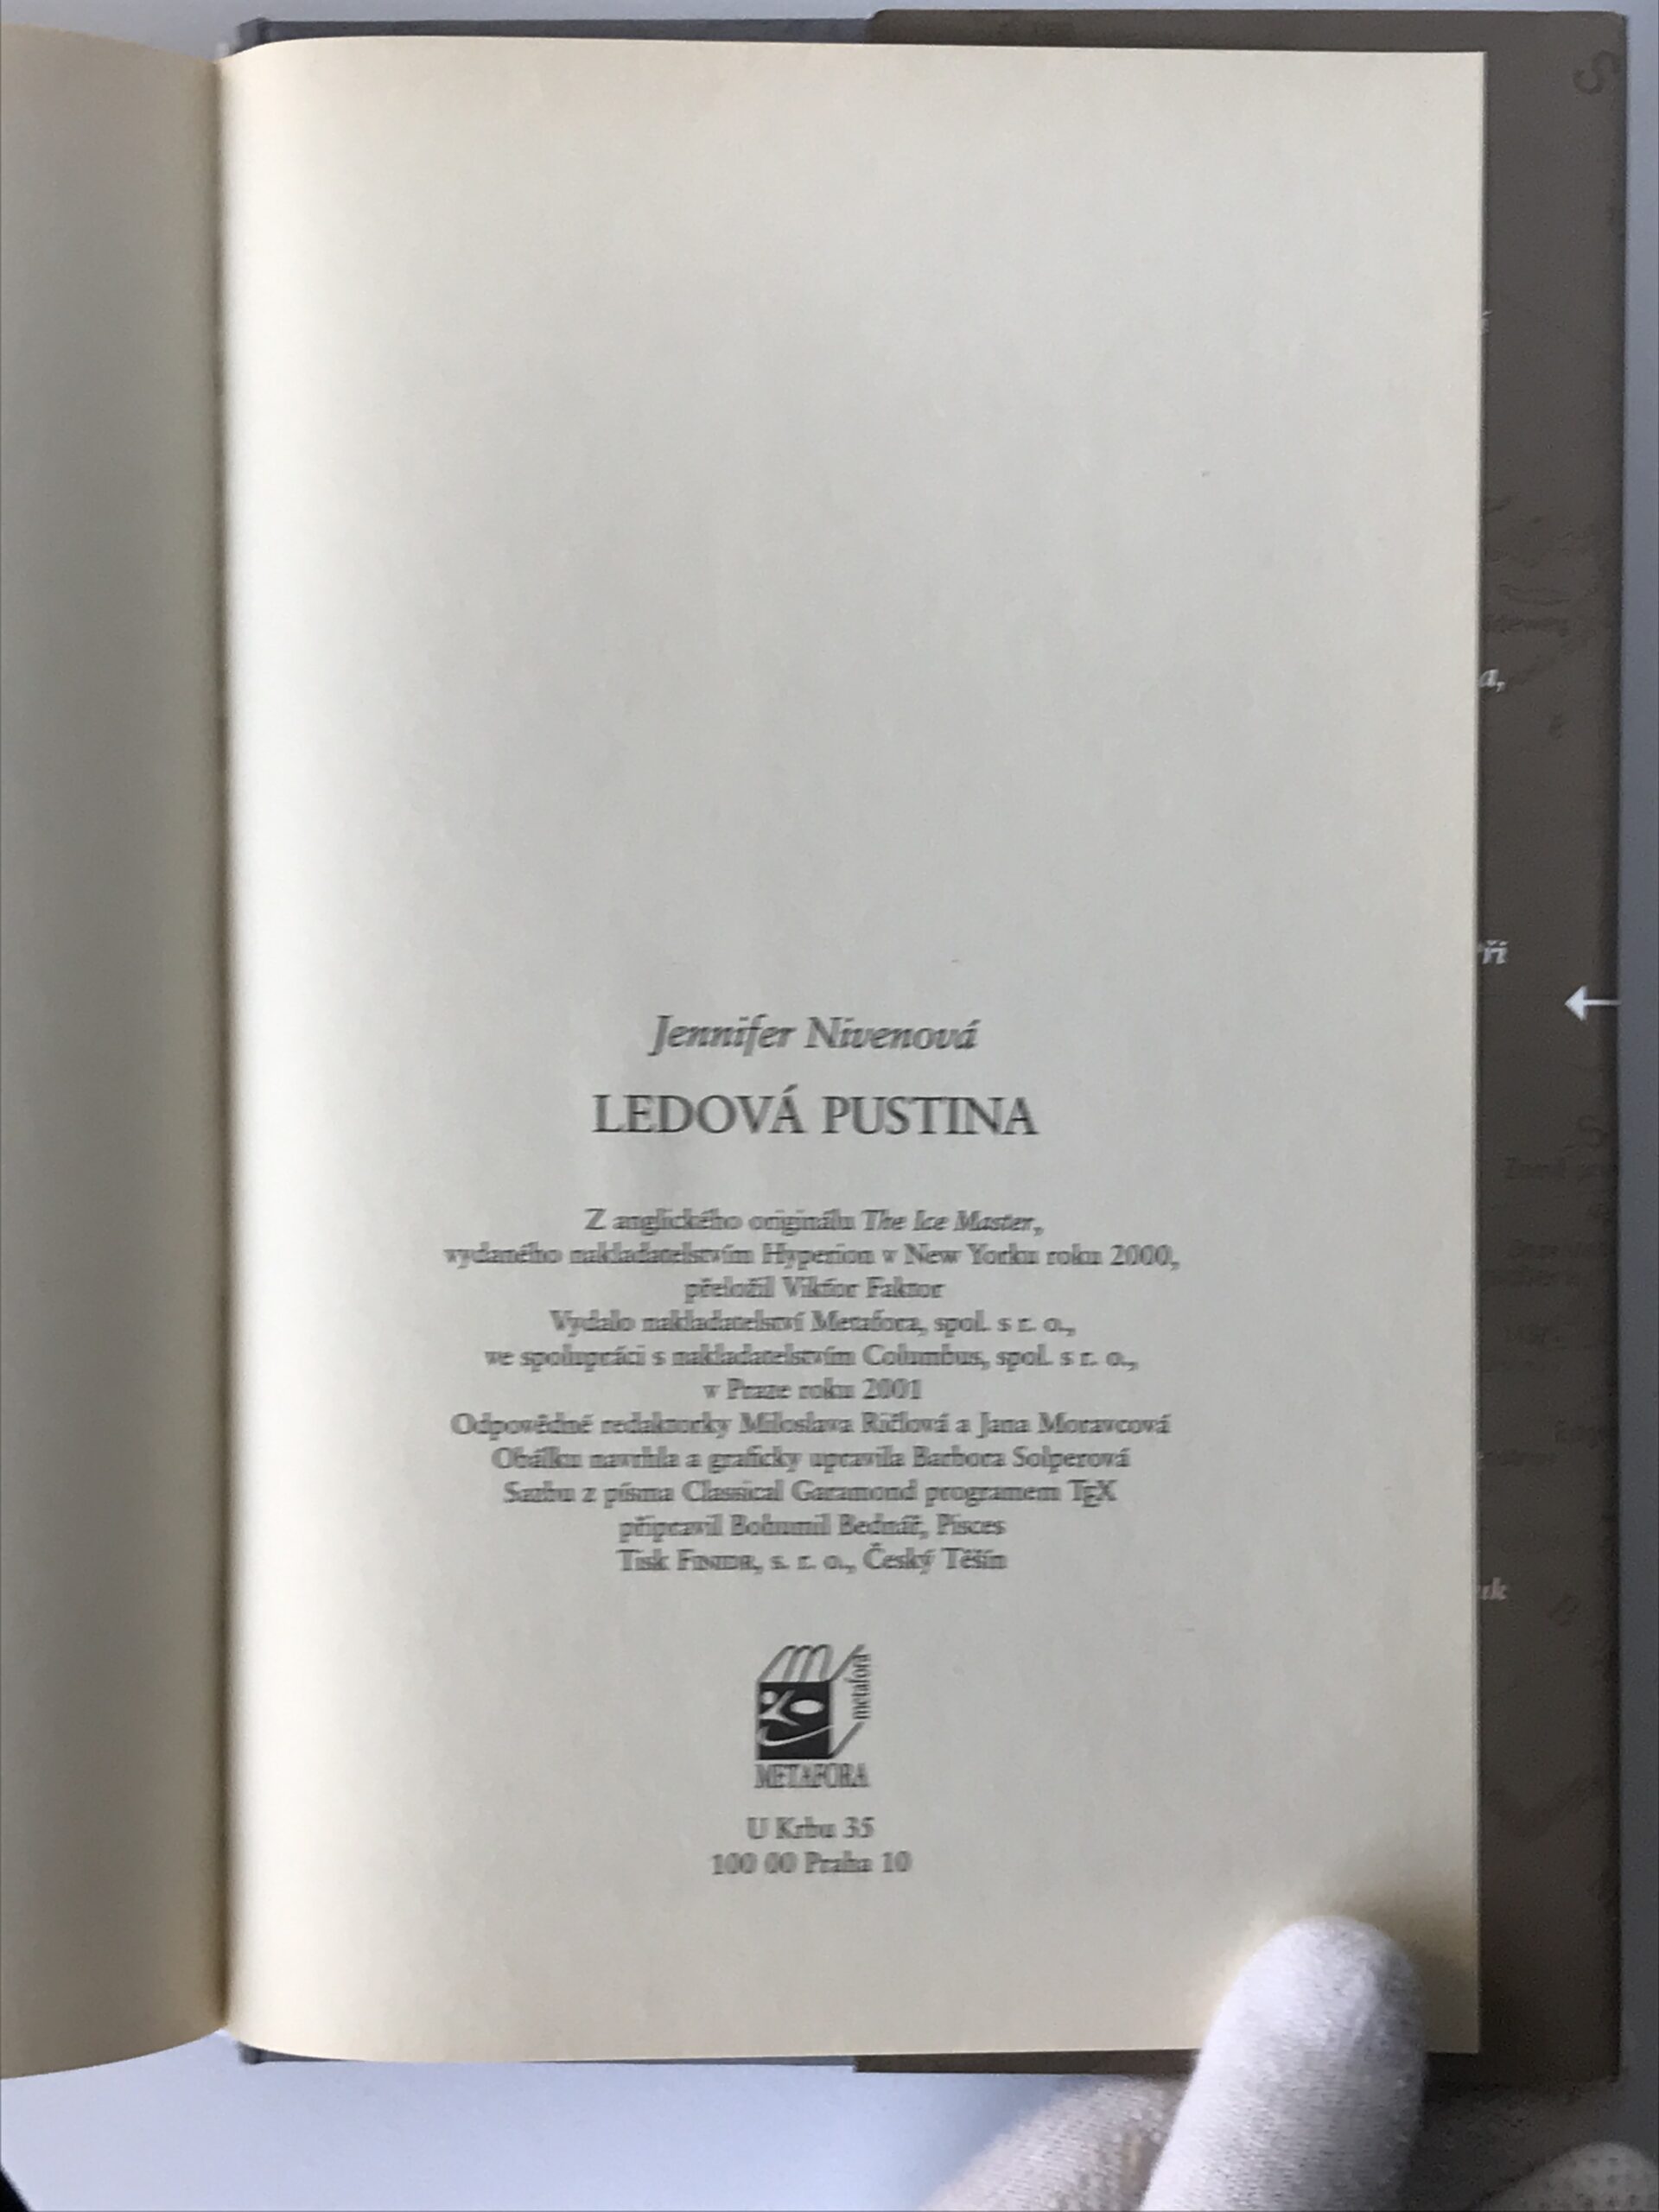 Jennifer Nivenová
LEDOVÁ PUSTINA
Z anglického originálu The Ice Master,
vydaného nakladatelstvím Hyperion v New Yorku roku 2000,
přeložil Viktor Faktor
Vydalo nakladatelství Metafora, spol. s r. o.,
ve spolupráci s nakladatelstvím Columbus, spol. s r. o.,
v Praze roku 2001
Odpovědné redaktorky Miloslava Ričlová a Jana Moravcová
Obálku navrhla a graficky upravila Barbora Solperová
Sazbu z písma Classical Garamond programem TEX
připravil Bohumil Bednář, Pisces
Tisk FINIDR, s. r. o., Český Těšín
m
metafora
METAFORA
U Krbu 35
100 00 Praha 10